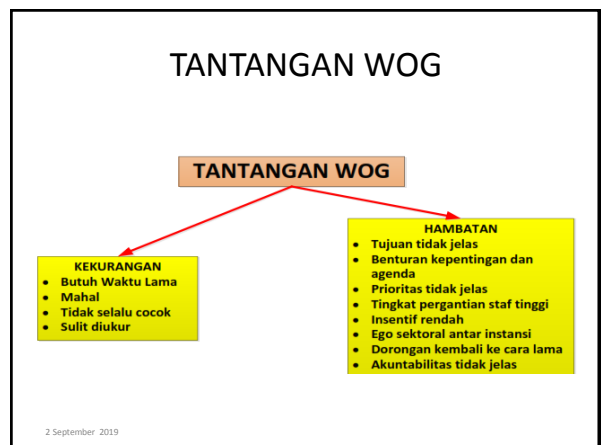 TANTANGAN WOG
TANTANGAN WOG
KEKURANGAN
• Butuh Waktu Lama
• Mahal
• Tidak selalu cocok
• Sulit diukur
HAMBATAN
• Tujuan tidak jelas
• Benturan kepentingan dan
agenda
• Prioritas tidak jelas
• Tingkat pergantian staf tinggi
• Insentif rendah
• Ego sektoral antar instansi
• Dorongan kembali ke cara lama
• Akuntabilitas tidak jelas
2 September 2019